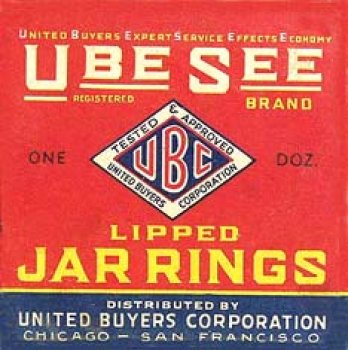 UNITED BUYERS EXPERT SERVICE EFFECTS ECONOMY
UBE SEE
REGISTERED BRAND
TESTED & APPROVED
ONE UBC DOZ.
UNITED BUYERS CORPORATION
LIPPED
JAR RINGS
DISTRIBUTED BY
UNITED BUYERS CORPORATION
CHICAGO – SAN FRANCISCO